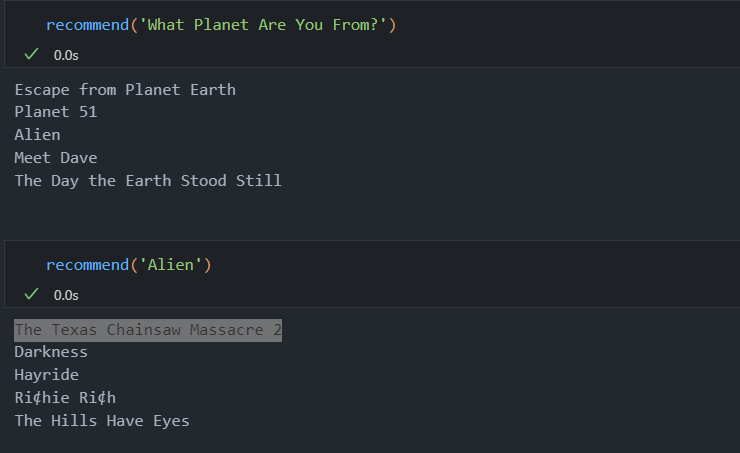 recommend('What Planet Are You From?')
0.0s
Escape from Planet Earth
Planet 51
Alien
Meet Dave
The Day the Earth Stood Still
recommend('Alien')
0.0s
The Texas Chainsaw Massacre 2
Darkness
Hayride
Ri¢hie Ri¢h
The Hills Have Eyes